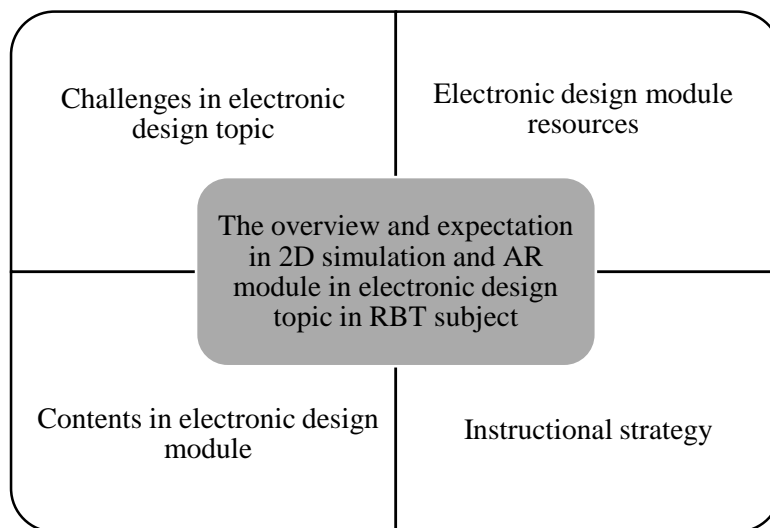 Challenges in electronic
design topic
Electronic design module
resources
The overview and expectation
in 2D simulation and AR
module in electronic design
topic in RBT subject
Contents in electronic design
module
Instructional strategy